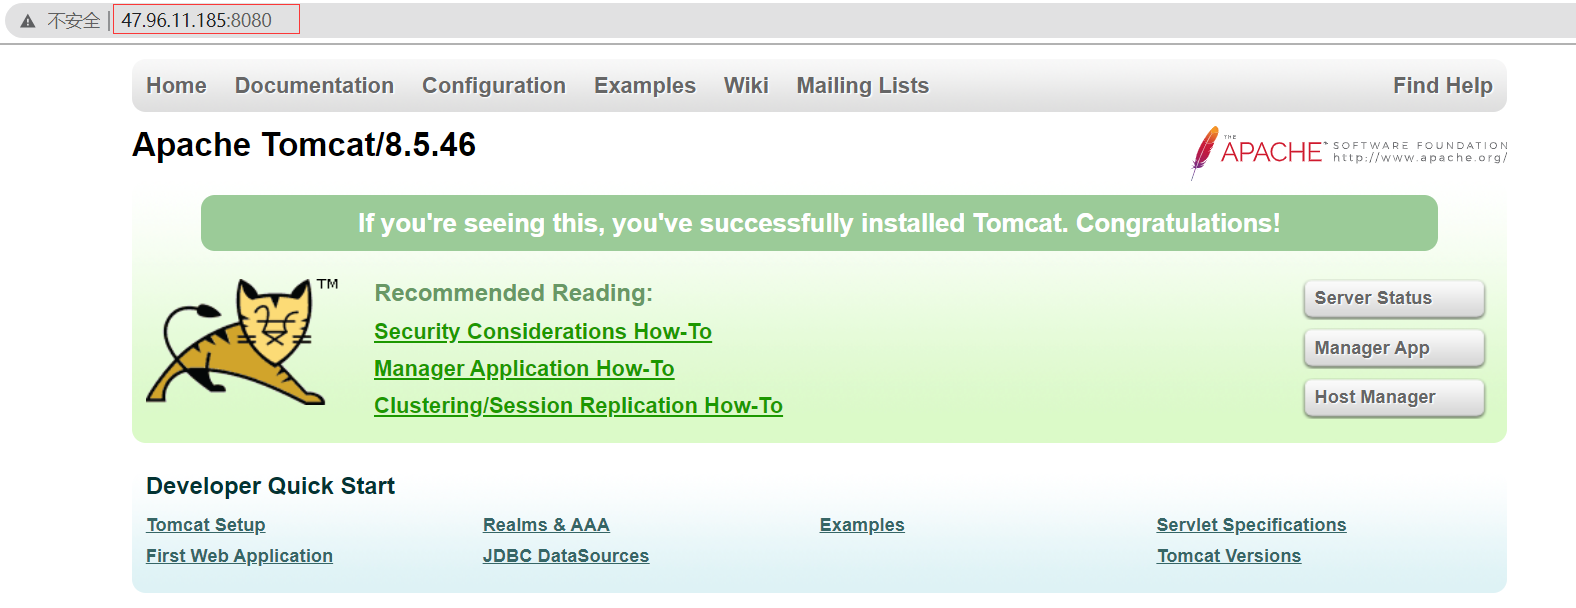 不安全 | 47.96.11.185:8080
Home Documentation Configuration Examples Wiki Mailing Lists Find Help
Apache Tomcat/8.5.46
THE APACHE™ SOFTWARE FOUNDATION
http://www.apache.org/
If you're seeing this, you've successfully installed Tomcat. Congratulations!
TM
Recommended Reading:
Security Considerations How-To
Manager Application How-To
Clustering/Session Replication How-To
Server Status
Manager App
Host Manager
Developer Quick Start
Tomcat Setup Realms & AAA Examples Servlet Specifications
First Web Application JDBC DataSources Tomcat Versions